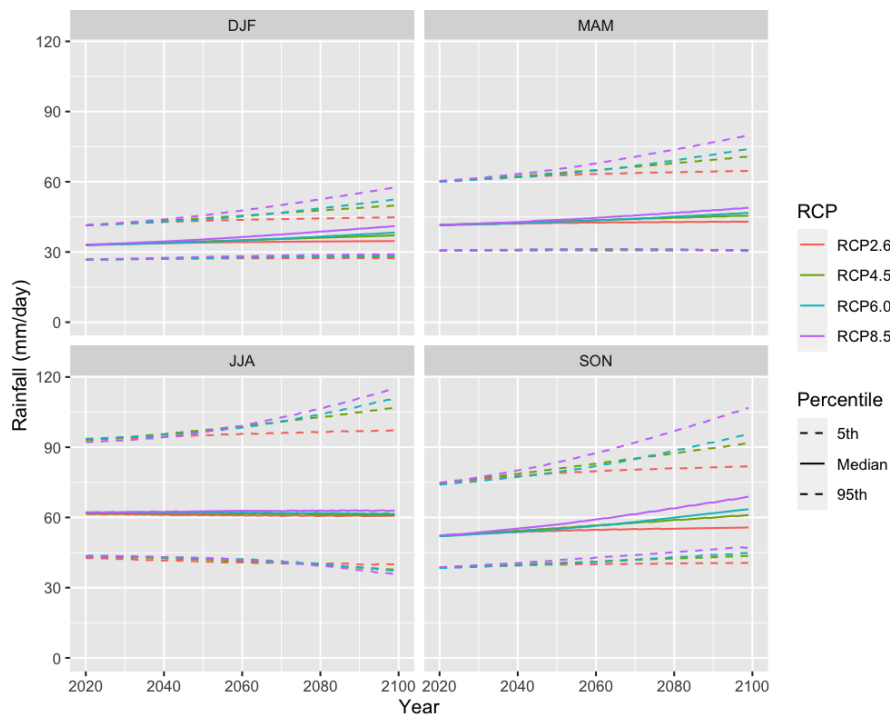 DJF
MAM
120
90
60
30
0
JJA
SON
120
90
60
30
0
2020 2040 2060 2080 2100
2020 2040 2060 2080 2100
Year
Rainfall (mm/day)
RCP
RCP2.6
RCP4.5
RCP6.0
RCP8.5
Percentile
5th
Median
95th